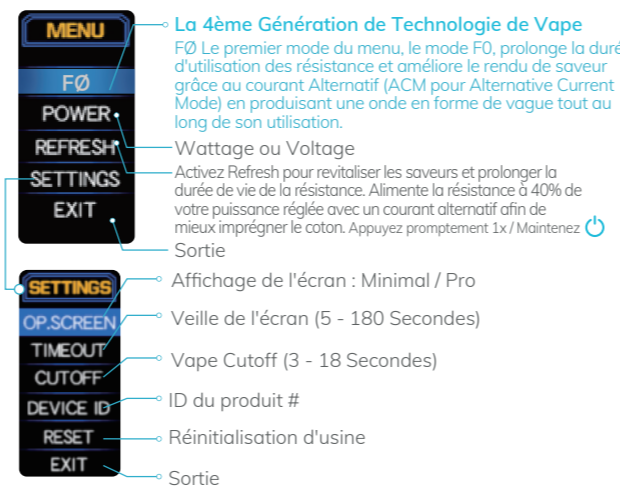 MENU
FØ
POWER
REFRESH
SETTINGS
EXIT
La 4ème Génération de Technologie de Vape
FØ Le premier mode du menu, le mode F0, prolonge la duré
d'utilisation des résistance et améliore le rendu de saveur
grâce au courant Alternatif (ACM pour Alternative Current
Mode) en produisant une onde en forme de vague tout au
long de son utilisation.
Wattage ou Voltage
Activez Refresh pour revitaliser les saveurs et prolonger la
durée de vie de la résistance. Alimente la résistance à 40% de
votre puissance réglée avec un courant alternatif afin de
mieux imprégner le coton. Appuyez promptement 1x / Maintenez
Sortie
SETTINGS
OP.SCREEN
TIMEOUT
CUTOFF
DEVICE ID
RESET
EXIT
Affichage de l'écran : Minimal / Pro
Veille de l'écran (5 - 180 Secondes)
Vape Cutoff (3 - 18 Secondes)
ID du produit #
Réinitialisation d'usine
Sortie